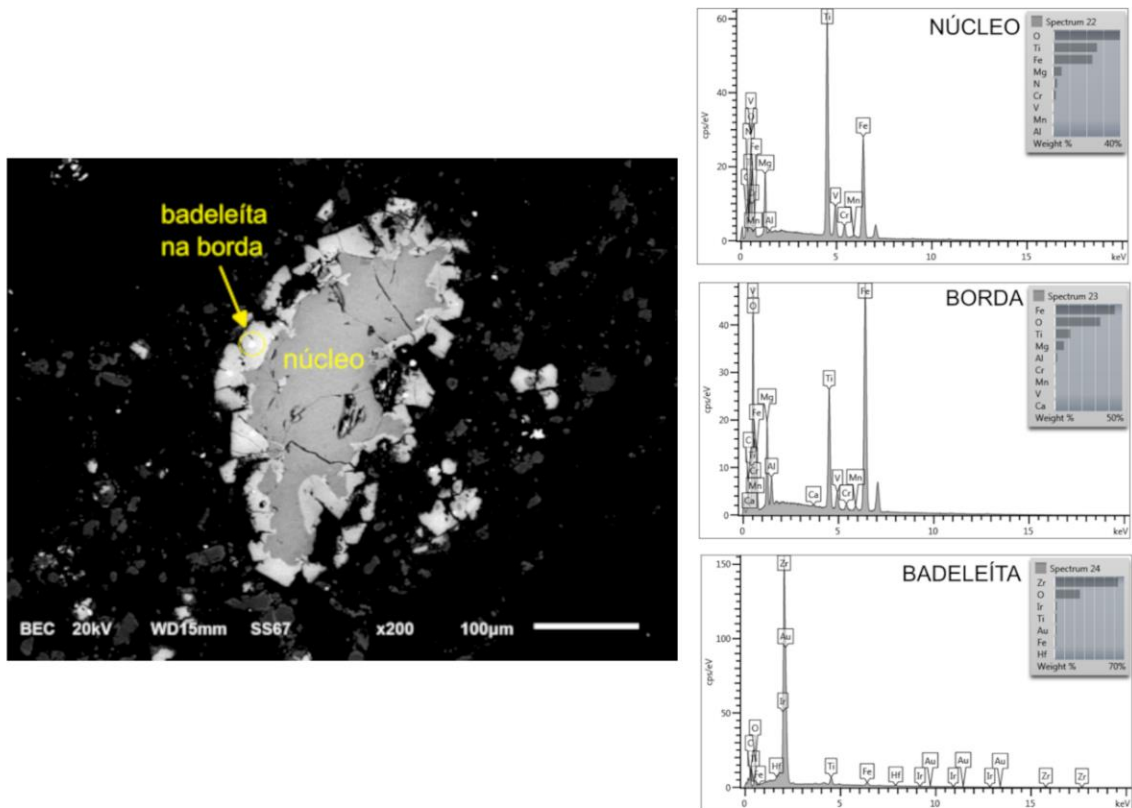 badeleíta
na borda
núcleo
BEC 20kV WD15mm SS67 x200 100µm
NÚCLEO
Spectrum 22
O
Ti
Fe
Mg
N
Cr
V
Mn
Al
Weight % 40%
60
40
20
0
cps/eV
Ti
V
O
N
Fe
Mg
Mn
Al
V
Cr
Mn
Fe
0 5 10 15 keV
BORDA
Spectrum 23
Fe
O
Ti
Mg
Al
Cr
Mn
V
Ca
Weight % 50%
40
30
20
10
0
cps/eV
V
O
Fe
C
Ti
Cr
Mn
Ca
Mg
Al
Ca
Ti
V
Cr
Mn
Fe
0 5 10 15 keV
BADELEÍTA
Spectrum 24
Zr
O
Ir
Ti
Au
Fe
Hf
Weight % 70%
150
100
50
0
cps/eV
Zr
Au
Ir
O
C
Fe
Hf
Ti
Fe
Hf
Ir
Au
Ir
Au
Ir
Au
Zr
Zr
0 5 10 15 keV